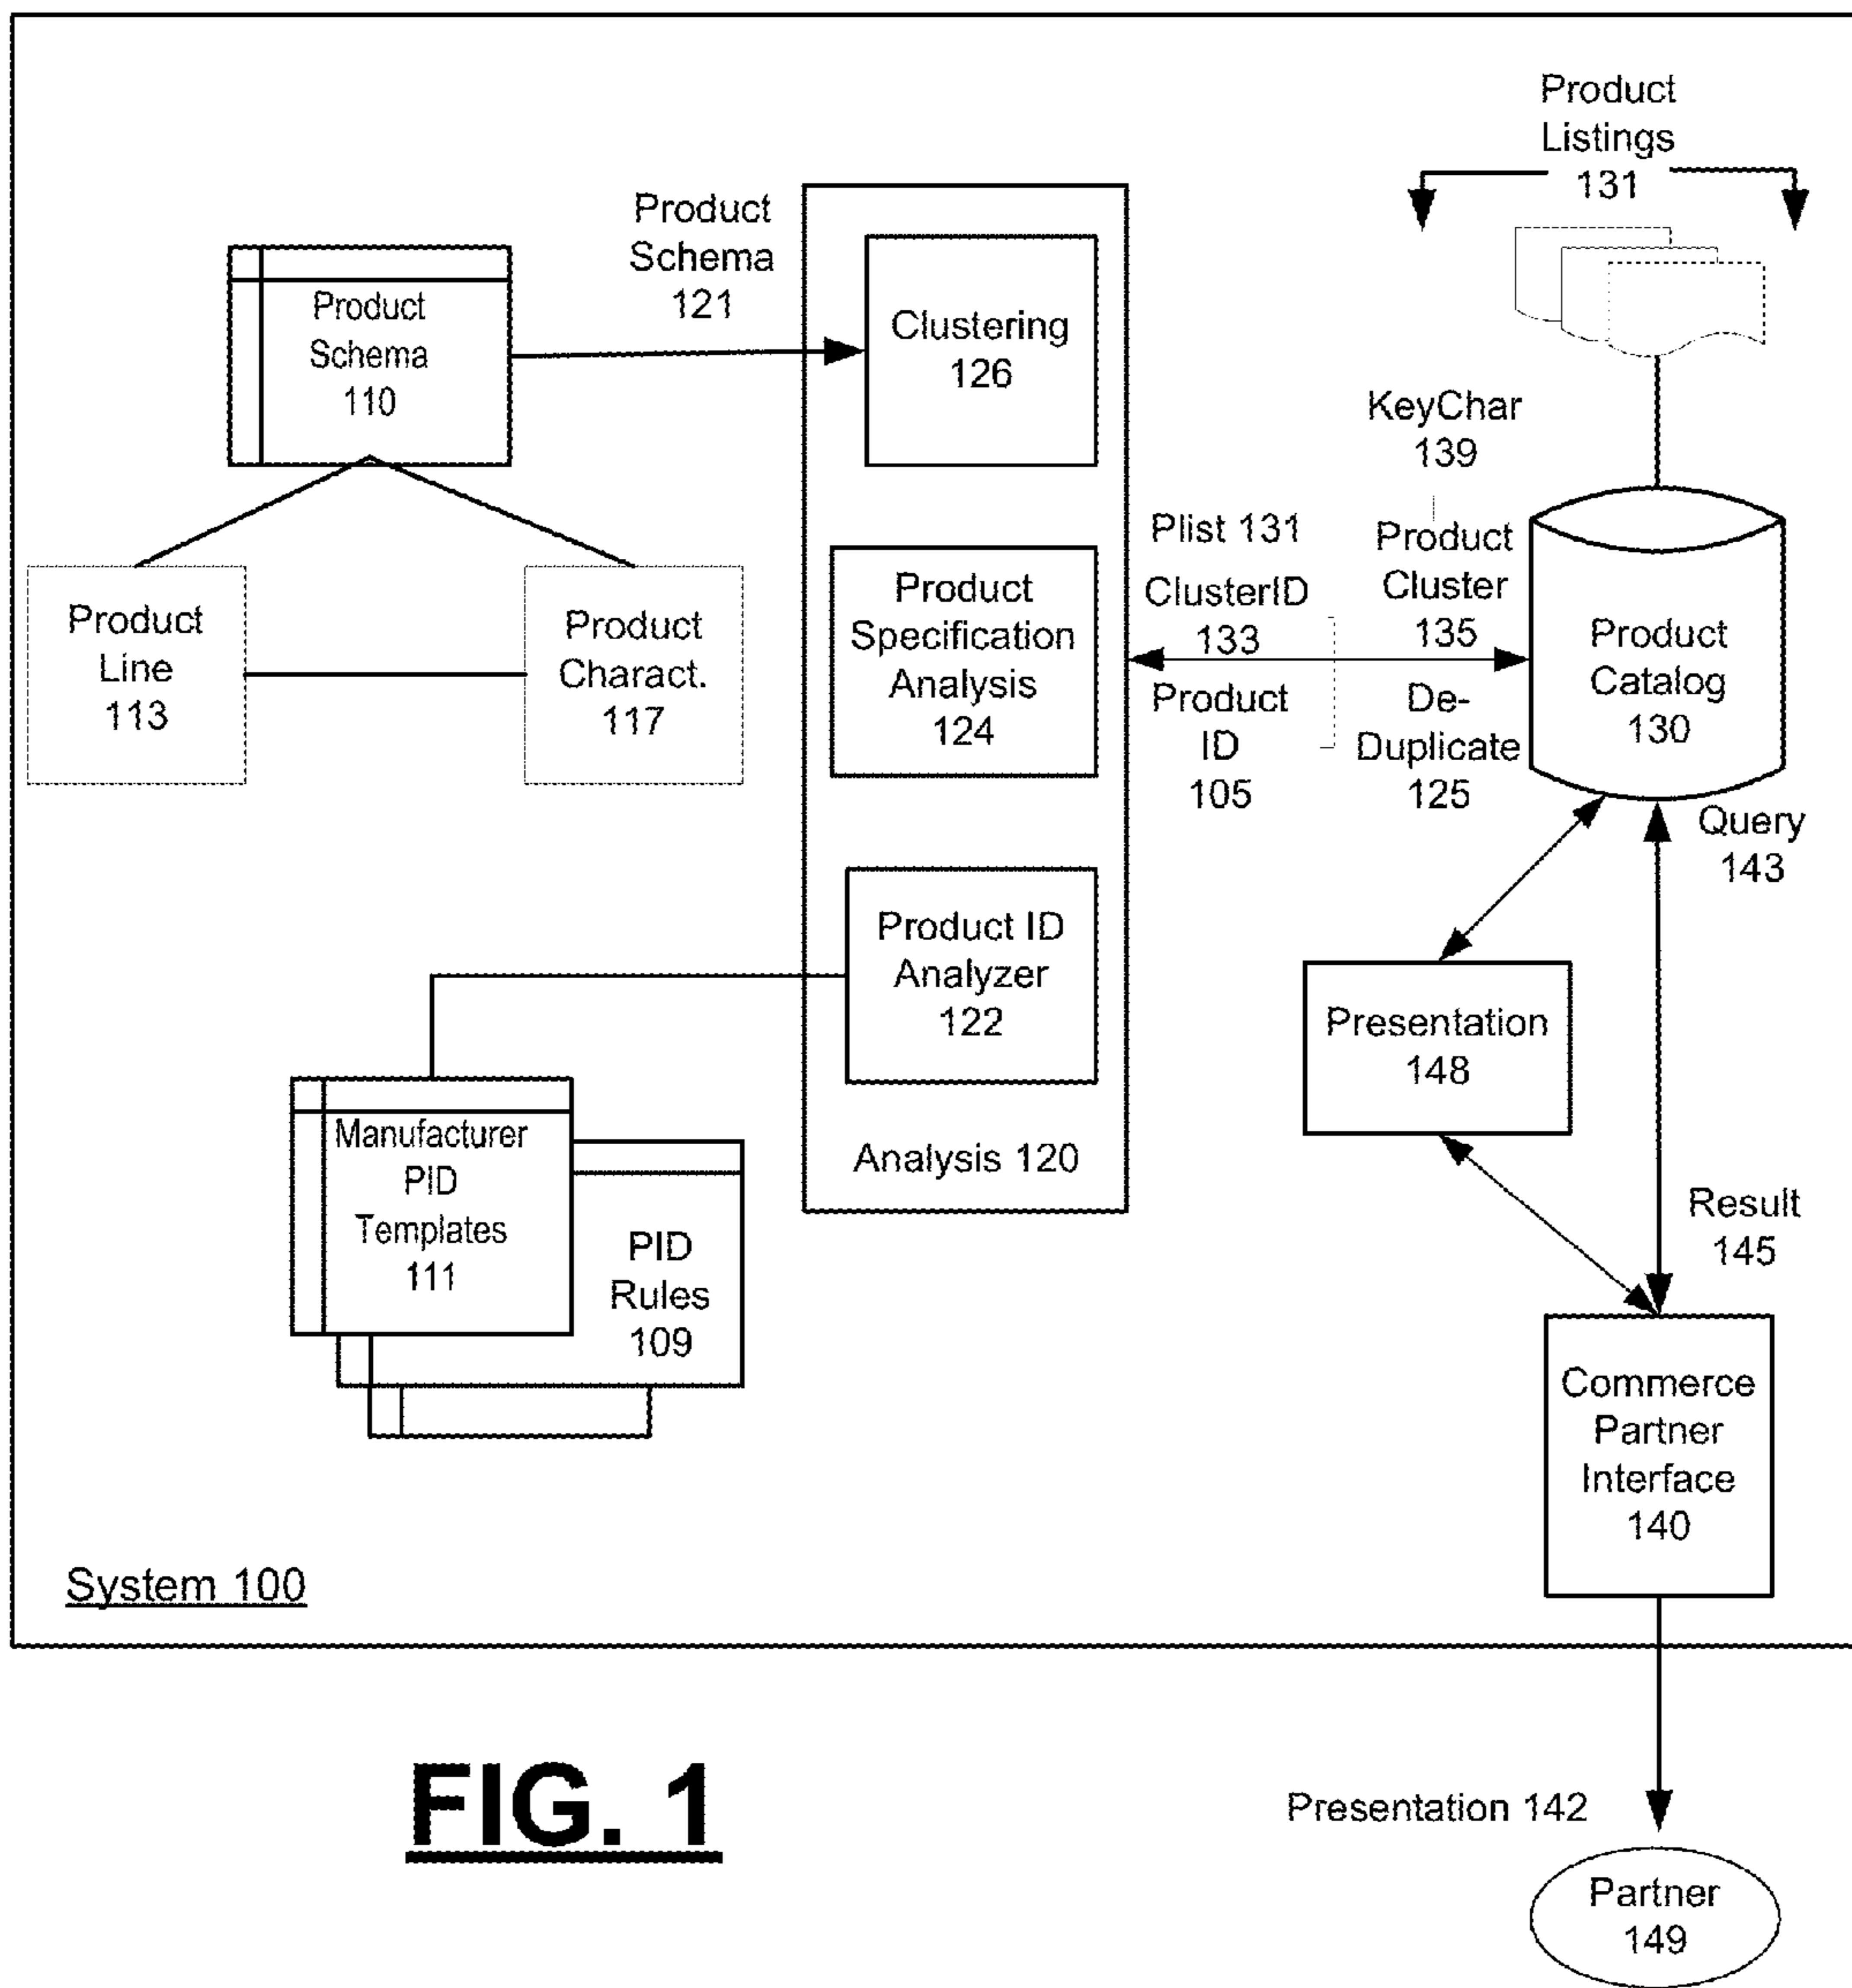 Product
Listings
131
Product
Schema
121
Product
Schema
110
Clustering
126
KeyChar
139
Product
Line
113
Product
Charact.
117
Product
Specification
Analysis
124
Plist 131
ClusterID
133
Product
ID
105
Product
Cluster
135
De-
Duplicate
125
Product
Catalog
130
Query
143
Product ID
Analyzer
122
Presentation
148
Manufacturer
PID
Templates
111
PID
Rules
109
Analysis 120
Result
145
Commerce
Partner
Interface
140
System 100
FIG. 1
Presentation 142
Partner
149